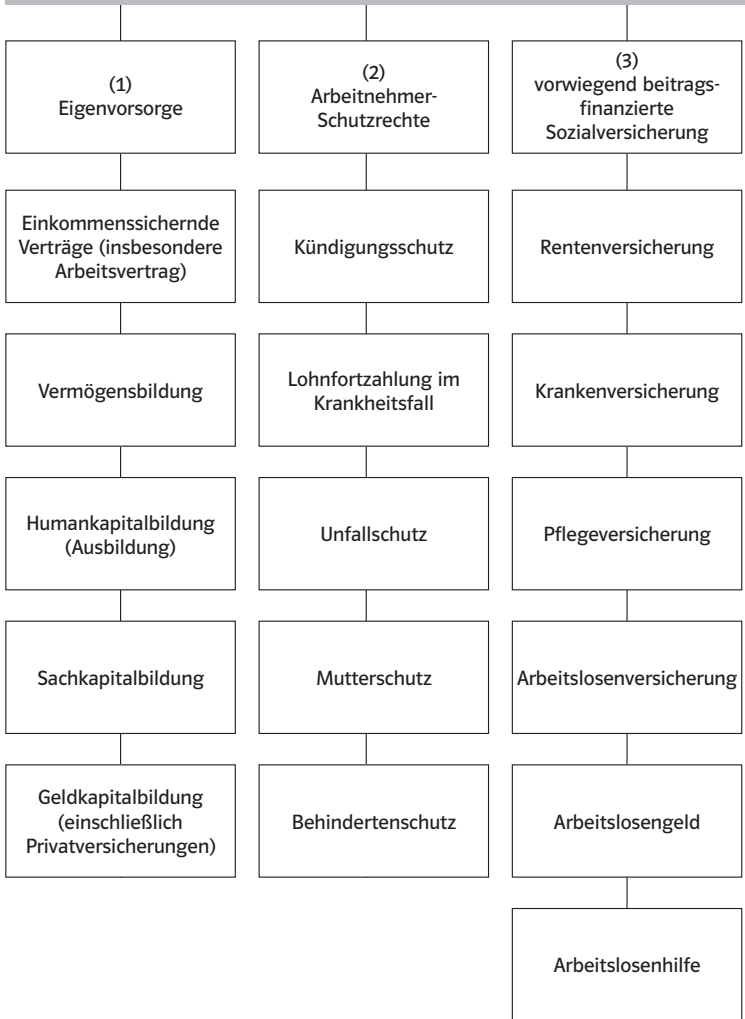 (1)
Eigenvorsorge
Einkommenssichernde
Verträge (insbesondere
Arbeitsvertrag)
Vermögensbildung
Humankapitalbildung
(Ausbildung)
Sachkapitalbildung
Geldkapitalbildung
(einschließlich
Privatversicherungen)
(2)
Arbeitnehmer-
Schutzrechte
Kündigungsschutz
Lohnfortzahlung im
Krankheitsfall
Unfallschutz
Mutterschutz
Behindertenschutz
(3)
vorwiegend beitrags-
finanzierte
Sozialversicherung
Rentenversicherung
Krankenversicherung
Pflegeversicherung
Arbeitslosenversicherung
Arbeitslosengeld
Arbeitslosenhilfe